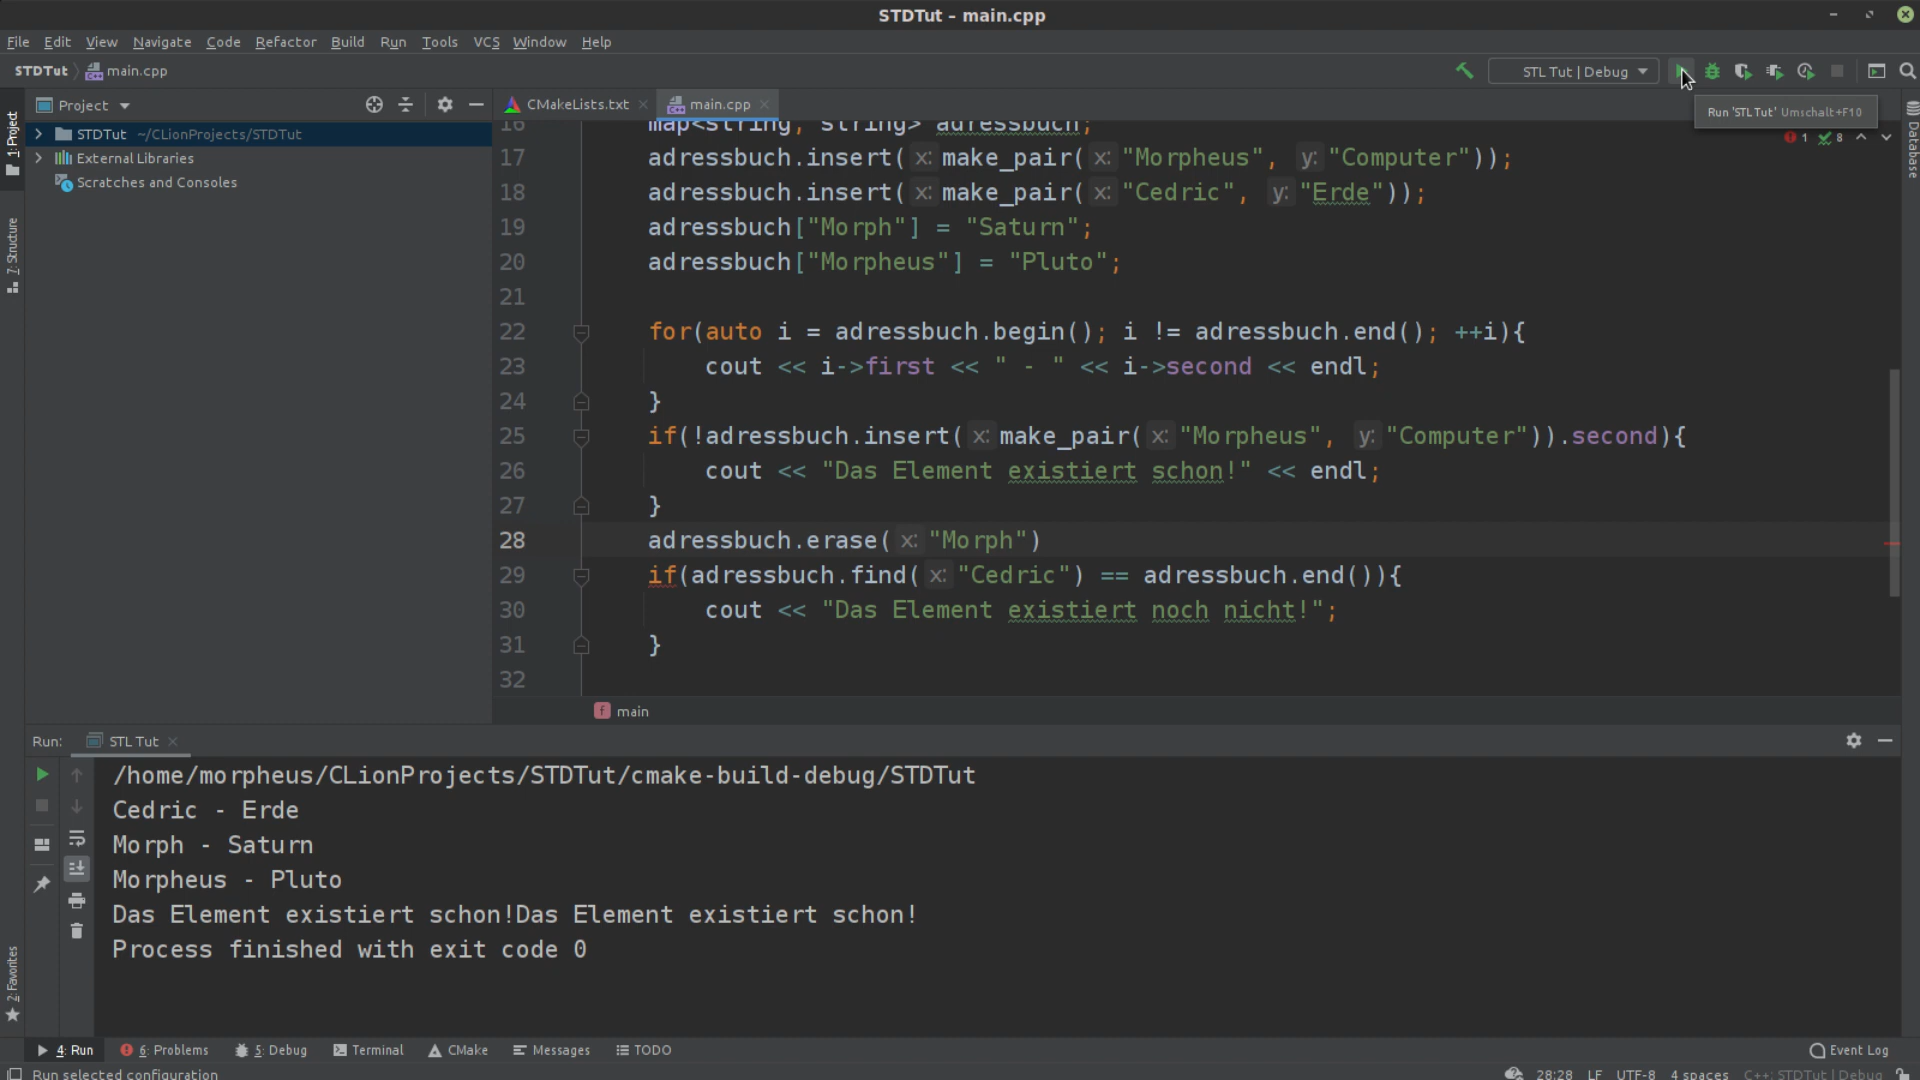 STDTut – main.cpp
File Edit View Navigate Code Refactor Build Run Tools VCS Window Help
STDTut main.cpp STL Tut | Debug
Project CMakeLists.txt main.cpp
Run 'STL Tut' Umschalt+F10
1: Project
7: Structure
2: Favorites
Database
STDTut ~/CLionProjects/STDTut
External Libraries
Scratches and Consoles
1 8
16 map<string, string> adressbuch;
17 adressbuch.insert( x: make_pair( x: "Morpheus", y: "Computer"));
18 adressbuch.insert( x: make_pair( x: "Cedric", y: "Erde"));
19 adressbuch["Morph"] = "Saturn";
20 adressbuch["Morpheus"] = "Pluto";
21
22 for(auto i = adressbuch.begin(); i != adressbuch.end(); ++i){
23 cout << i->first << " - " << i->second << endl;
24 }
25 if(!adressbuch.insert( x: make_pair( x: "Morpheus", y: "Computer")).second){
26 cout << "Das Element existiert schon!" << endl;
27 }
28 adressbuch.erase( x: "Morph")
29 if(adressbuch.find( x: "Cedric") == adressbuch.end()){
30 cout << "Das Element existiert noch nicht!";
31 }
32
f main
Run: STL Tut
/home/morpheus/CLionProjects/STDTut/cmake-build-debug/STDTut
Cedric - Erde
Morph - Saturn
Morpheus - Pluto
Das Element existiert schon!Das Element existiert schon!
Process finished with exit code 0
4: Run 6: Problems 5: Debug Terminal CMake Messages TODO Event Log
Run selected configuration 28:28 LF UTF-8 4 spaces C++: STDTut | Debug